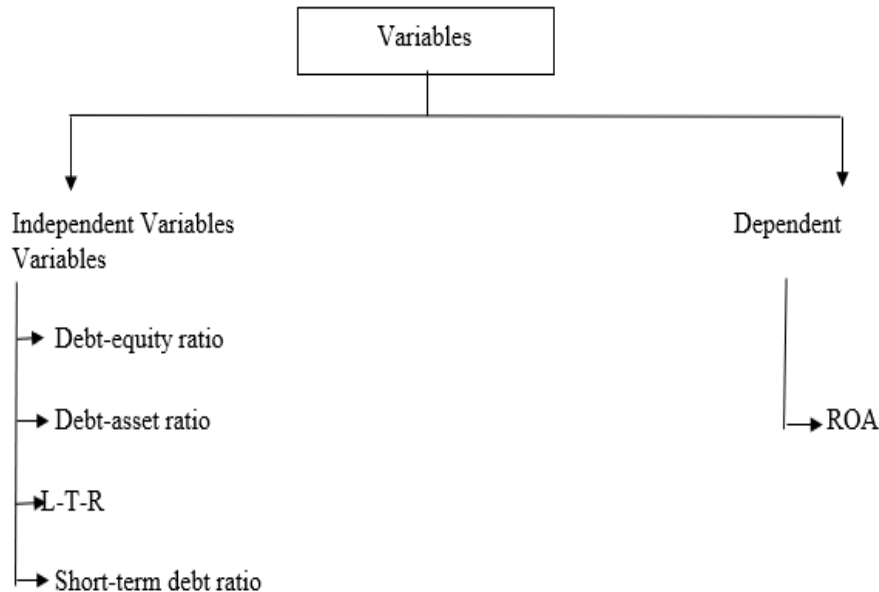 Variables
Independent Variables
Dependent
Variables
Debt-equity ratio
Debt-asset ratio
ROA
L-T-R
Short-term debt ratio